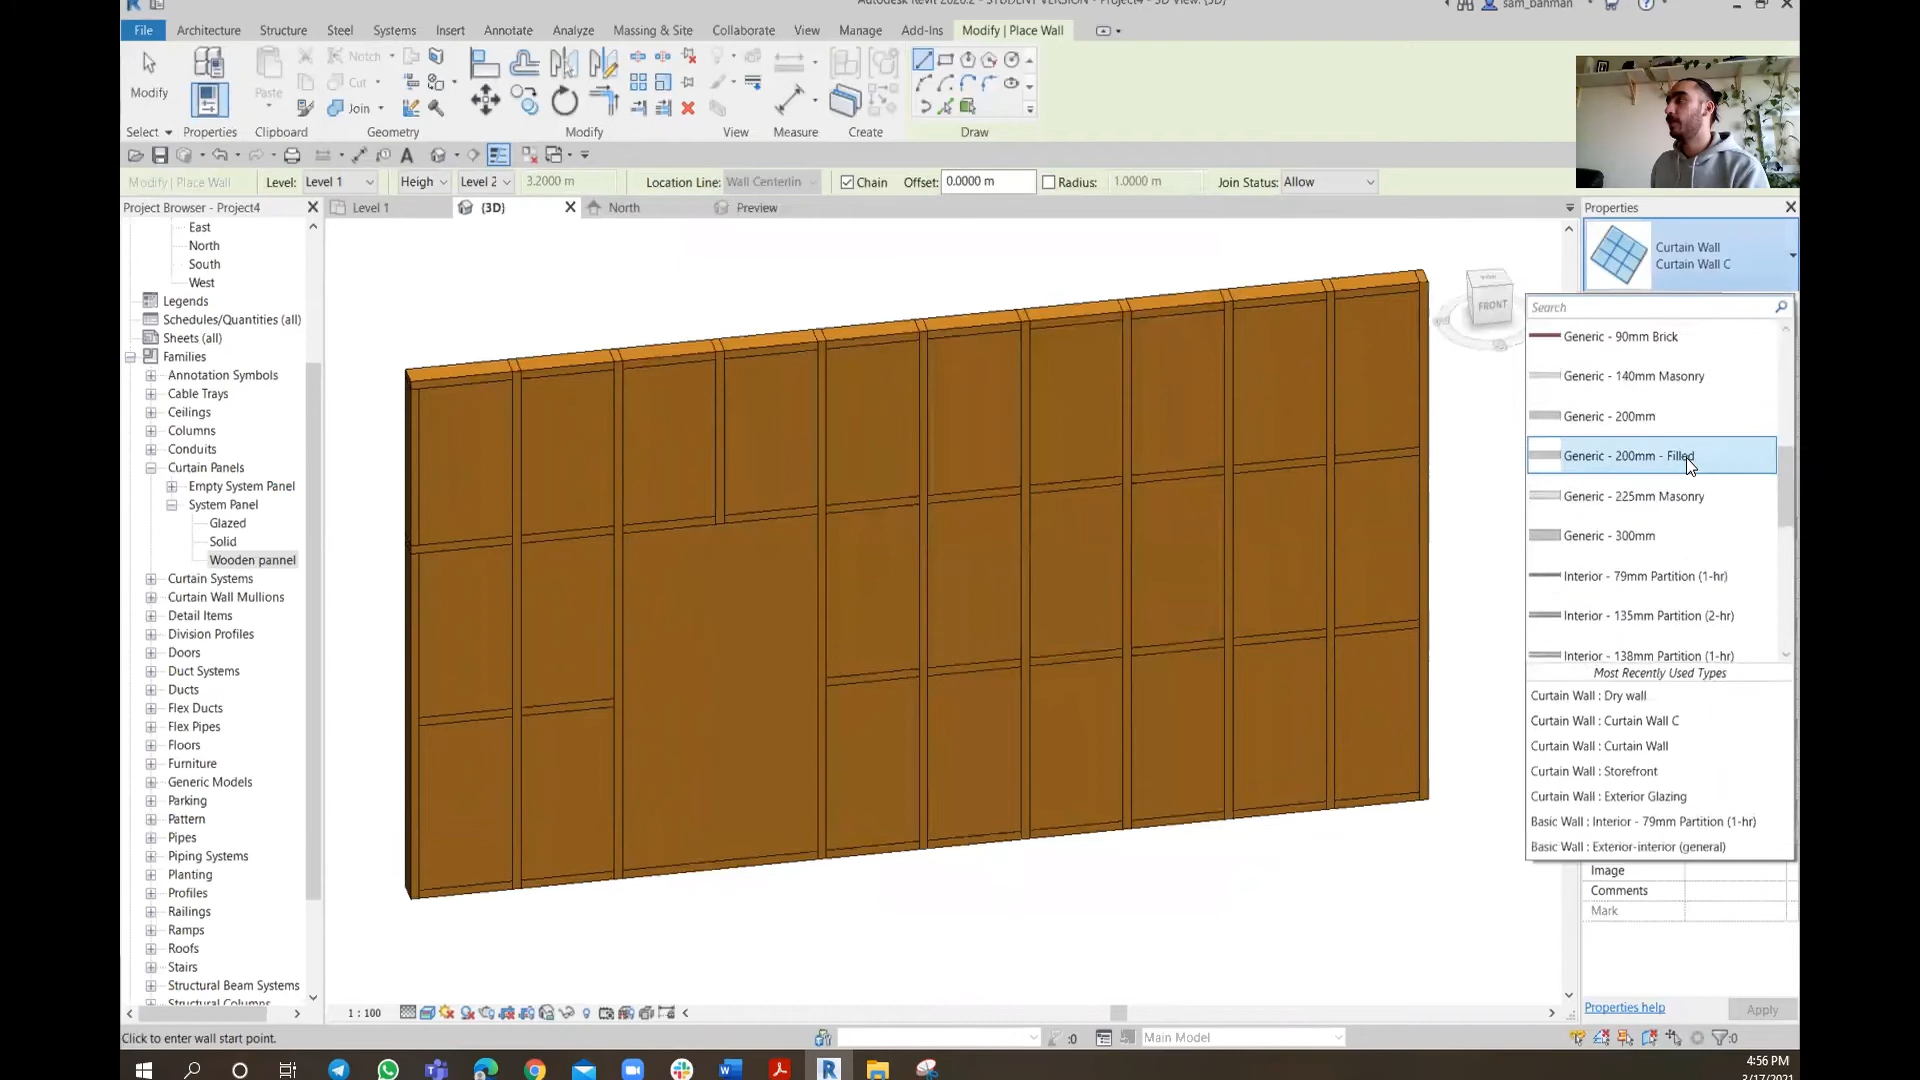 Autodesk Revit 2020.2 - STUDENT VERSION - Project4 - 3D View: {3D}
sam_banman
File
Architecture
Structure
Steel
Systems
Insert
Annotate
Analyze
Massing & Site
Collaborate
View
Manage
Add-Ins
Modify | Place Wall
Modify
Paste
Notch
Cut
Join
Select
Properties
Clipboard
Geometry
Modify
View
Measure
Create
Draw
Modify | Place Wall
Level:
Level 1
Heigh
Level 2
3.2000 m
Location Line:
Wall Centerlin
Chain
Offset:
0.0000 m
Radius:
1.0000 m
Join Status:
Allow
Project Browser - Project4
Level 1
{3D}
North
Preview
Properties
East
North
South
West
Legends
Schedules/Quantities (all)
Sheets (all)
Families
Annotation Symbols
Cable Trays
Ceilings
Columns
Conduits
Curtain Panels
Empty System Panel
System Panel
Glazed
Solid
Wooden pannel
Curtain Systems
Curtain Wall Mullions
Detail Items
Division Profiles
Doors
Duct Systems
Ducts
Flex Ducts
Flex Pipes
Floors
Furniture
Generic Models
Parking
Pattern
Pipes
Piping Systems
Planting
Profiles
Railings
Ramps
Roofs
Stairs
Structural Beam Systems
Structural Columns
FRONT
Curtain Wall
Curtain Wall C
Search
Generic - 90mm Brick
Generic - 140mm Masonry
Generic - 200mm
Generic - 200mm - Filled
Generic - 225mm Masonry
Generic - 300mm
Interior - 79mm Partition (1-hr)
Interior - 135mm Partition (2-hr)
Interior - 138mm Partition (1-hr)
Most Recently Used Types
Curtain Wall : Dry wall
Curtain Wall : Curtain Wall C
Curtain Wall : Curtain Wall
Curtain Wall : Storefront
Curtain Wall : Exterior Glazing
Basic Wall : Interior - 79mm Partition (1-hr)
Basic Wall : Exterior-interior (general)
Image
Comments
Mark
Properties help
Apply
1 : 100
Click to enter wall start point.
:0
Main Model
:0
4:56 PM
3/17/2021